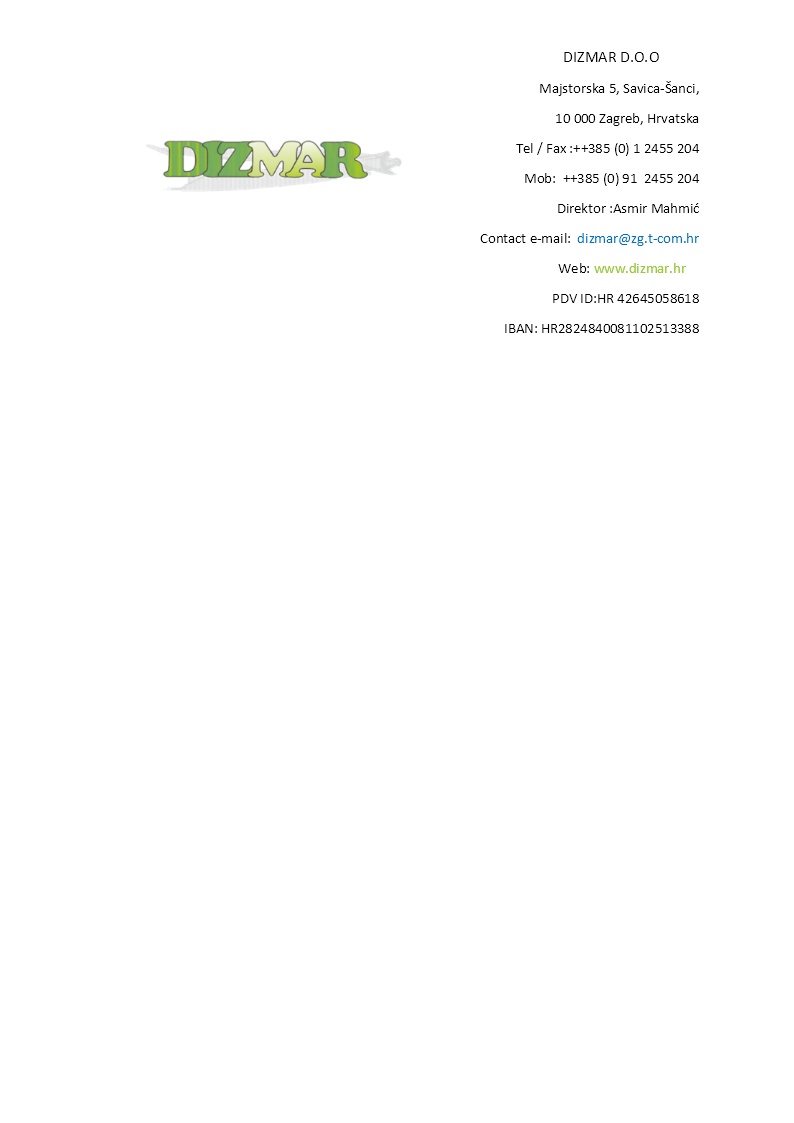 DIZMAR D.O.O
Majstorska 5, Savica-Šanci,
10 000 Zagreb, Hrvatska
DIZMAR
Tel / Fax :++385 (0) 1 2455 204
Mob:  ++385 (0) 91  2455 204
Direktor :Asmir Mahmić
Contact e-mail:  dizmar@zg.t-com.hr
Web: www.dizmar.hr
PDV ID:HR 42645058618
IBAN: HR2824840081102513388